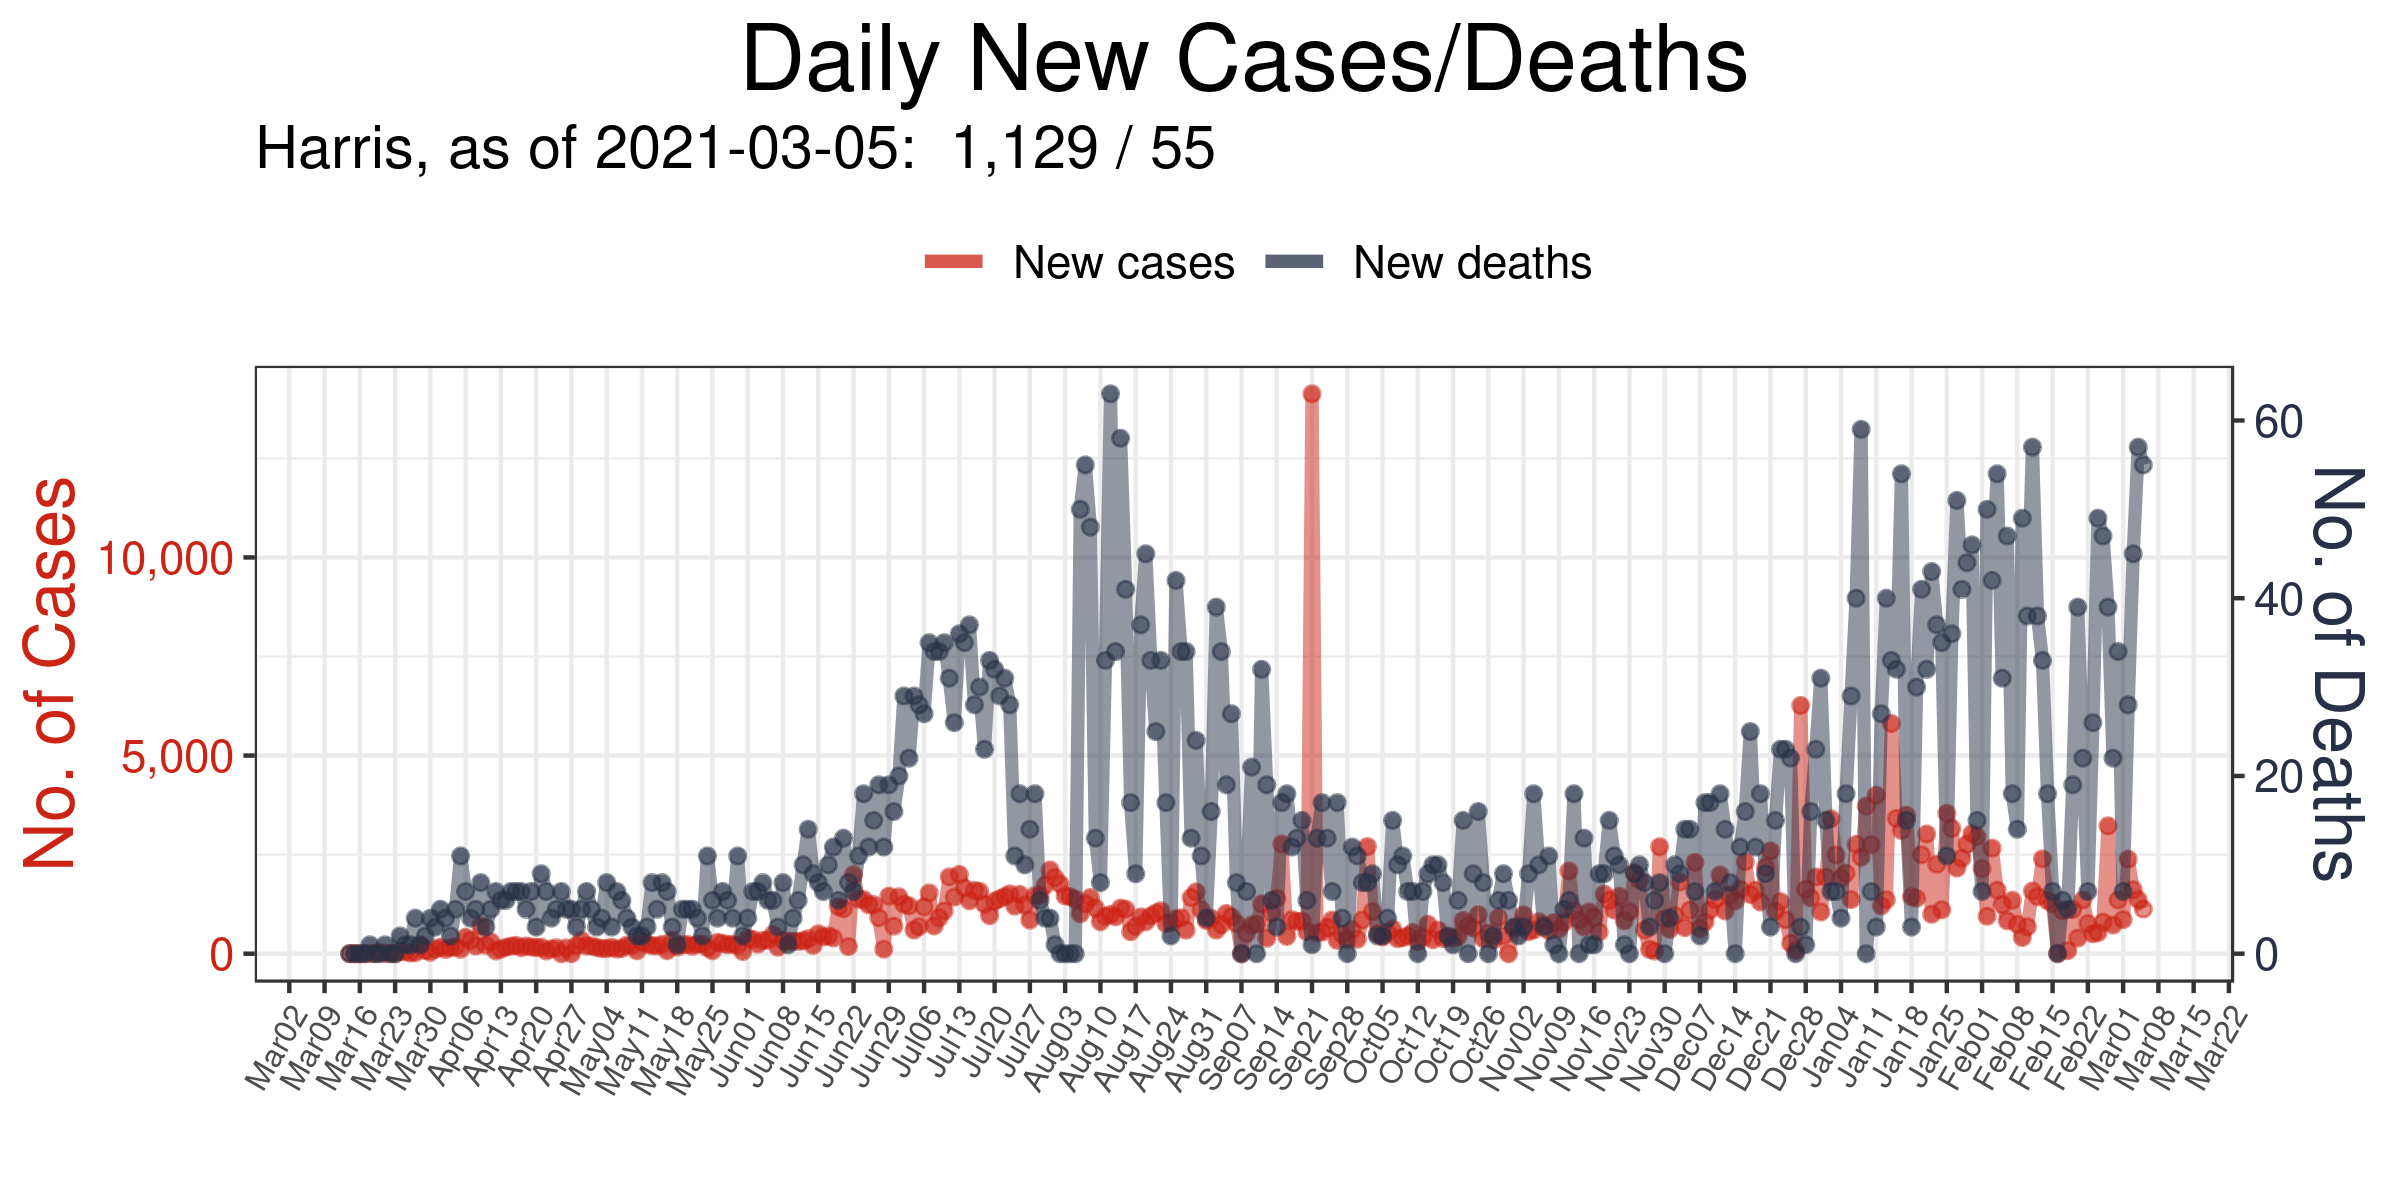 Daily New Cases/Deaths
Harris, as of 2021-03-05:  1,129 / 55
New cases
New deaths
No. of Cases
10,000
5,000
0
60
40
20
0
No. of Deaths
Mar02
Mar09
Mar16
Mar23
Mar30
Apr06
Apr13
Apr20
Apr27
May04
May11
May18
May25
Jun01
Jun08
Jun15
Jun22
Jun29
Jul06
Jul13
Jul20
Jul27
Aug03
Aug10
Aug17
Aug24
Aug31
Sep07
Sep14
Sep21
Sep28
Oct05
Oct12
Oct19
Oct26
Nov02
Nov09
Nov16
Nov23
Nov30
Dec07
Dec14
Dec21
Dec28
Jan04
Jan11
Jan18
Jan25
Feb01
Feb08
Feb15
Feb22
Mar01
Mar08
Mar15
Mar22